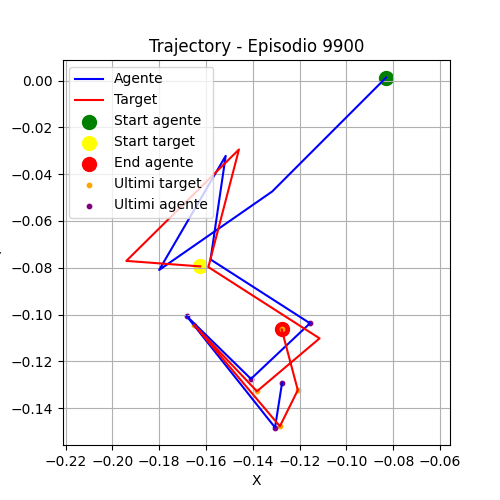 Trajectory - Episodio 9900
Agente
Target
Start agente
Start target
End agente
Ultimi target
Ultimi agente
0.00
−0.02
−0.04
−0.06
−0.08
−0.10
−0.12
−0.14
−0.22 −0.20 −0.18 −0.16 −0.14 −0.12 −0.10 −0.08 −0.06
X